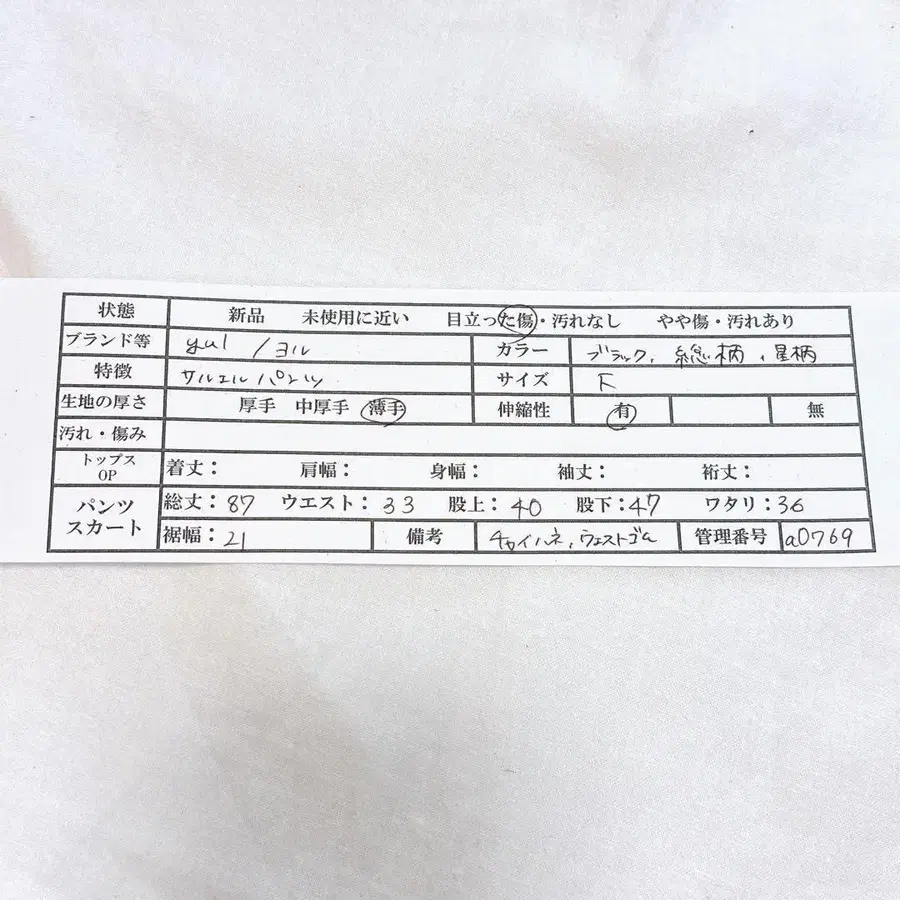 状態 新品 未使用に近い 目立った傷・汚れなし やや傷・汚れあり
ブランド等 yul / ヨル カラー ブラック, 総柄, 星柄
特徴 サルエルパンツ サイズ F
生地の厚さ 厚手 中厚手 薄手 伸縮性 有 無
汚れ・傷み
トップス OP 着丈: 肩幅: 身幅: 袖丈: 裄丈:
パンツ スカート 総丈:87 ウエスト:33 股上:40 股下:47 ワタリ:36
裾幅:21 備考 チャイハネ, ウエストゴム 管理番号 a0769